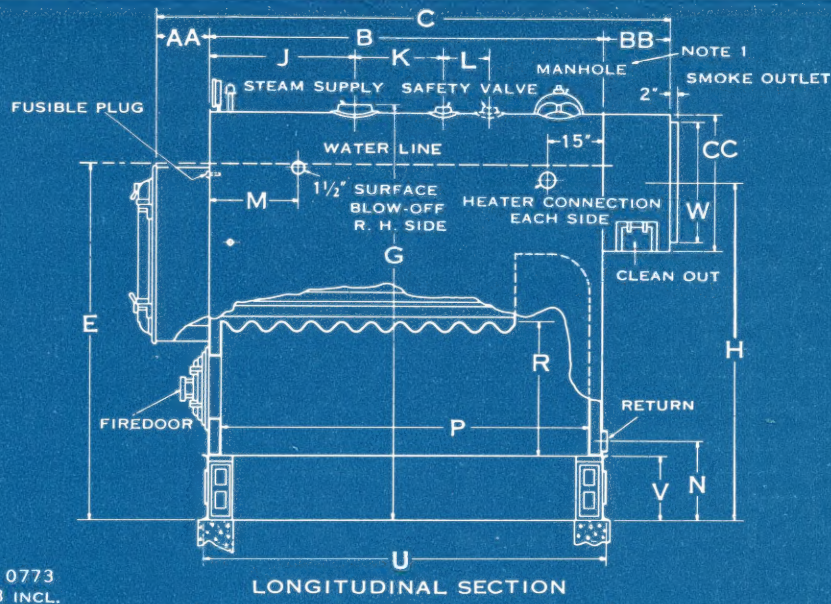 C
AA B BB
J K L
MANHOLE NOTE 1
STEAM SUPPLY SAFETY VALVE
2" SMOKE OUTLET
FUSIBLE PLUG
WATER LINE
15"
CC
M
1½" SURFACE
BLOW-OFF
R. H. SIDE
HEATER CONNECTION
EACH SIDE
W
G
CLEAN OUT
E
R
H
FIREDOOR
P
RETURN
V
N
U
0773
INCL.
LONGITUDINAL SECTION